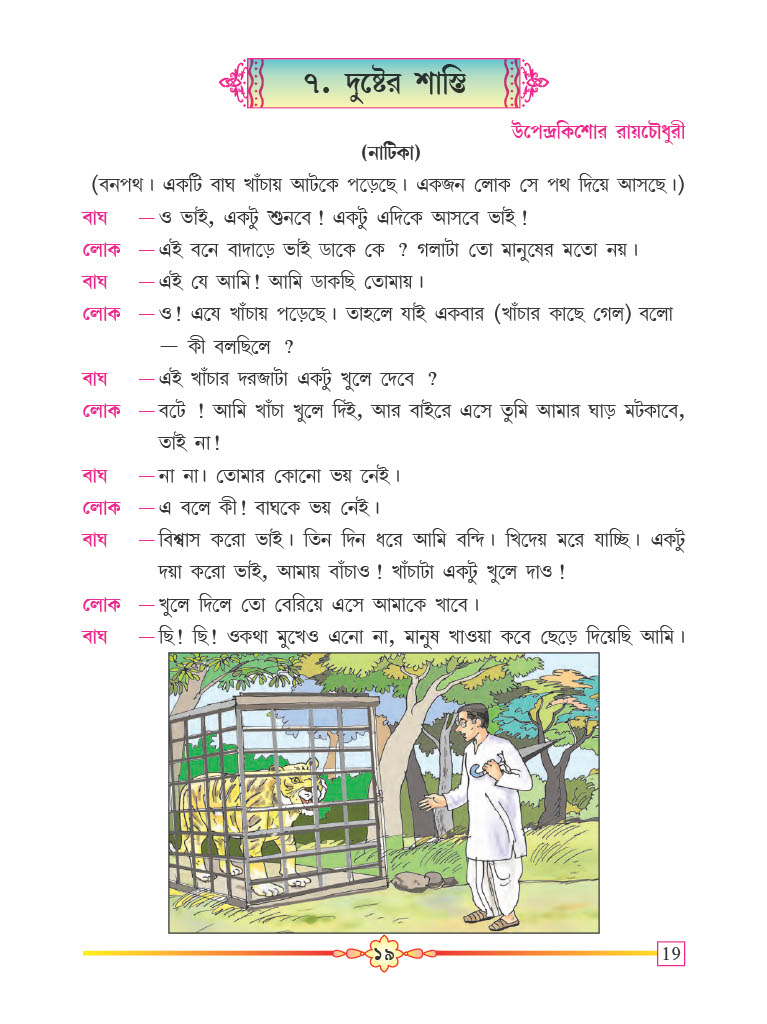 ৭. দুষ্টের শাস্তি
উপেন্দ্রকিশোর রায়চৌধুরী
(নাটিকা)
(বনপথ। একটি বাঘ খাঁচায় আটকে পড়েছে। একজন লোক সে পথ দিয়ে আসছে।)
বাঘ – ও ভাই, একটু শুনবে ! একটু এদিকে আসবে ভাই !
লোক – এই বনে বাদাড়ে ভাই ডাকে কে ? গলাটা তো মানুষের মতো নয়।
বাঘ – এই যে আমি ! আমি ডাকছি তোমায়।
লোক – ও ! এযে খাঁচায় পড়েছে। তাহলে যাই একবার (খাঁচার কাছে গেল) বলো
— কী বলছিলে ?
বাঘ – এই খাঁচার দরজাটা একটু খুলে দেবে ?
লোক – বটে ! আমি খাঁচা খুলে দিই, আর বাইরে এসে তুমি আমার ঘাড় মটকাবে,
তাই না !
বাঘ – না না। তোমার কোনো ভয় নেই।
লোক – এ বলে কী ! বাঘকে ভয় নেই।
বাঘ – বিশ্বাস করো ভাই। তিন দিন ধরে আমি বন্দি। খিদেয় মরে যাচ্ছি। একটু
দয়া করো ভাই, আমায় বাঁচাও ! খাঁচাটা একটু খুলে দাও !
লোক – খুলে দিলে তো বেরিয়ে এসে আমাকে খাবে।
বাঘ – ছি ! ছি ! ওকথা মুখেও এনো না, মানুষ খাওয়া কবে ছেড়ে দিয়েছি আমি।
১৯
19